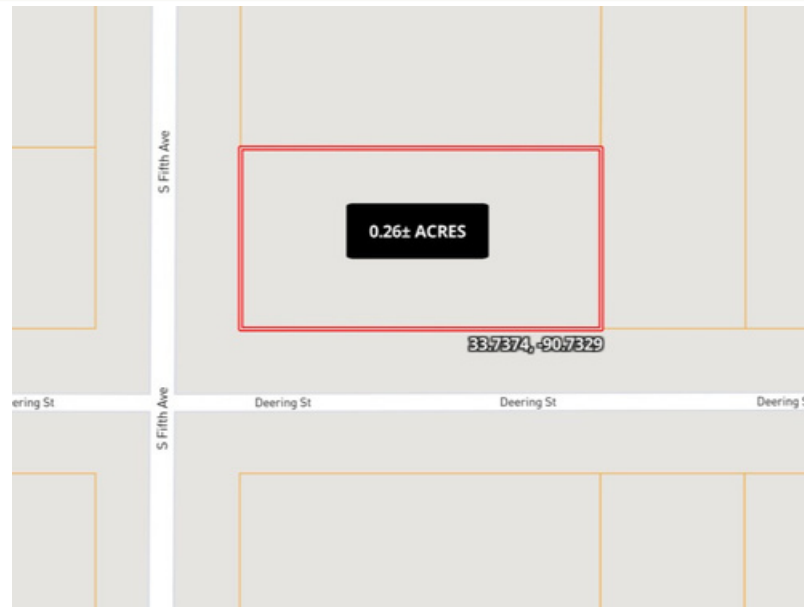 S Fifth Ave
0.26± ACRES
33.7374, -90.7329
S Fifth Ave
ering St
Deering St
Deering St
Deering S